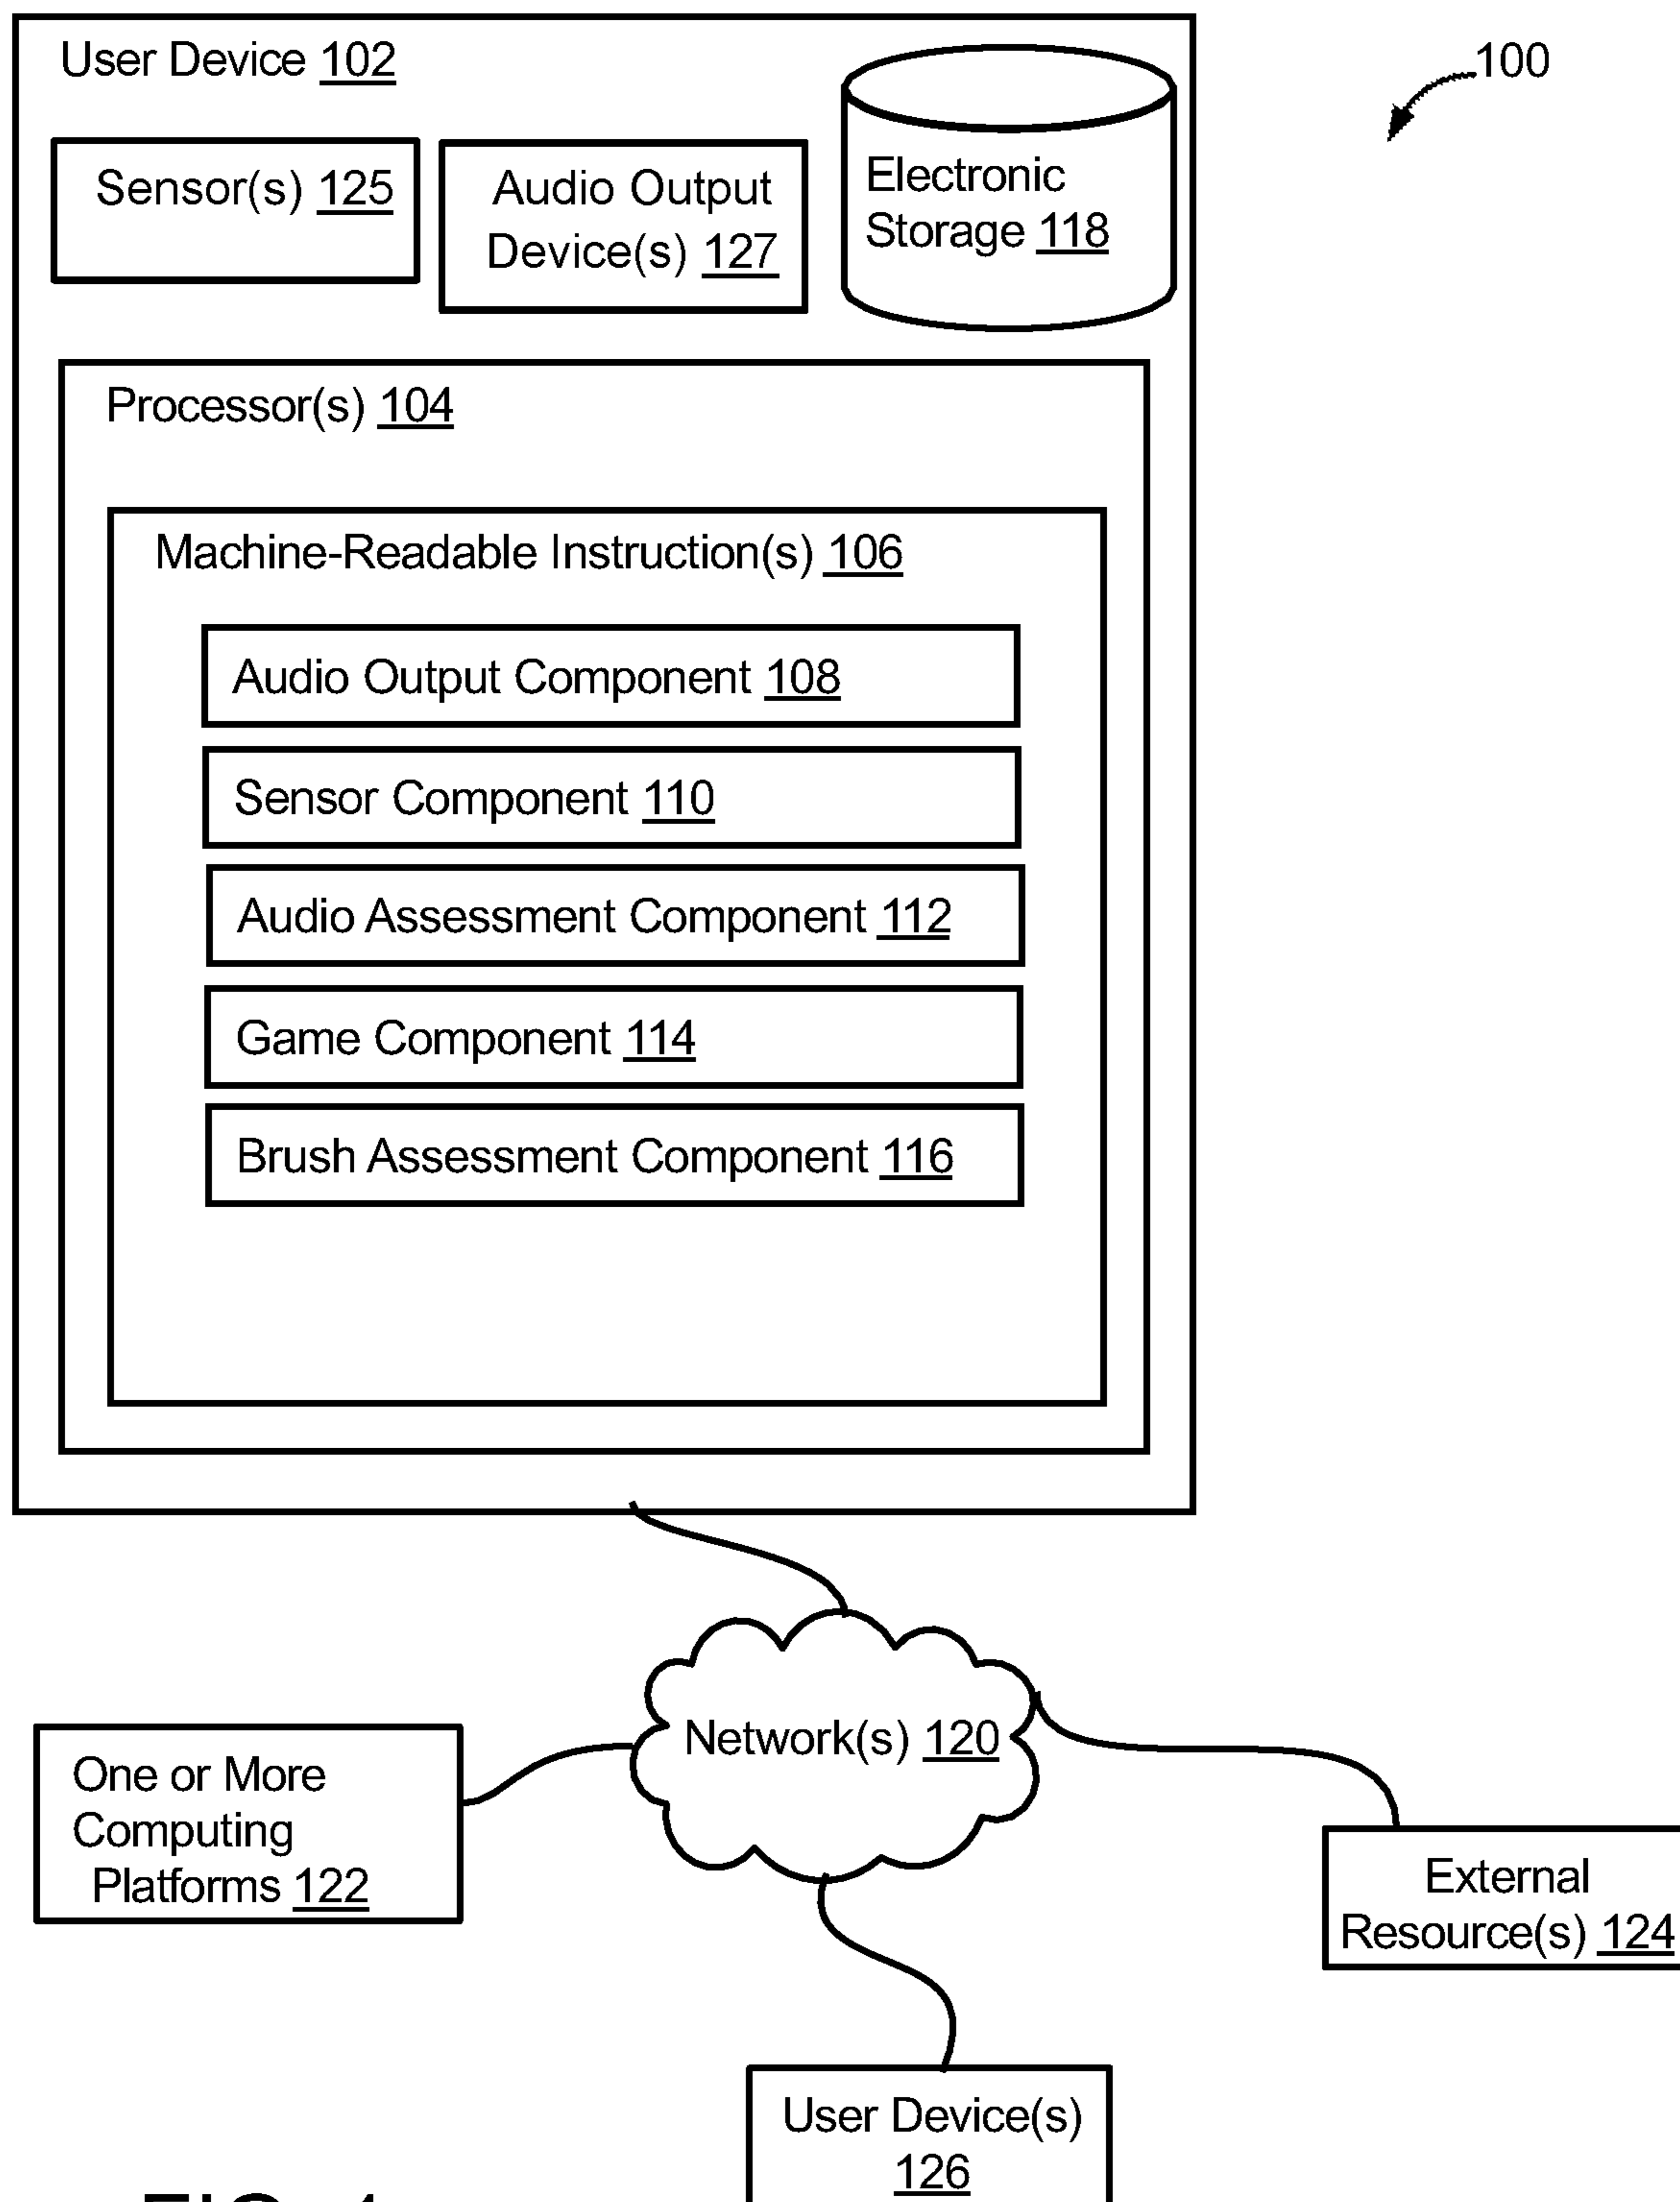 User Device 102
100
Sensor(s) 125
Audio Output
Device(s) 127
Electronic
Storage 118
Processor(s) 104
Machine-Readable Instruction(s) 106
Audio Output Component 108
Sensor Component 110
Audio Assessment Component 112
Game Component 114
Brush Assessment Component 116
Network(s) 120
One or More
Computing
Platforms 122
External
Resource(s) 124
User Device(s)
126
FIG. 1